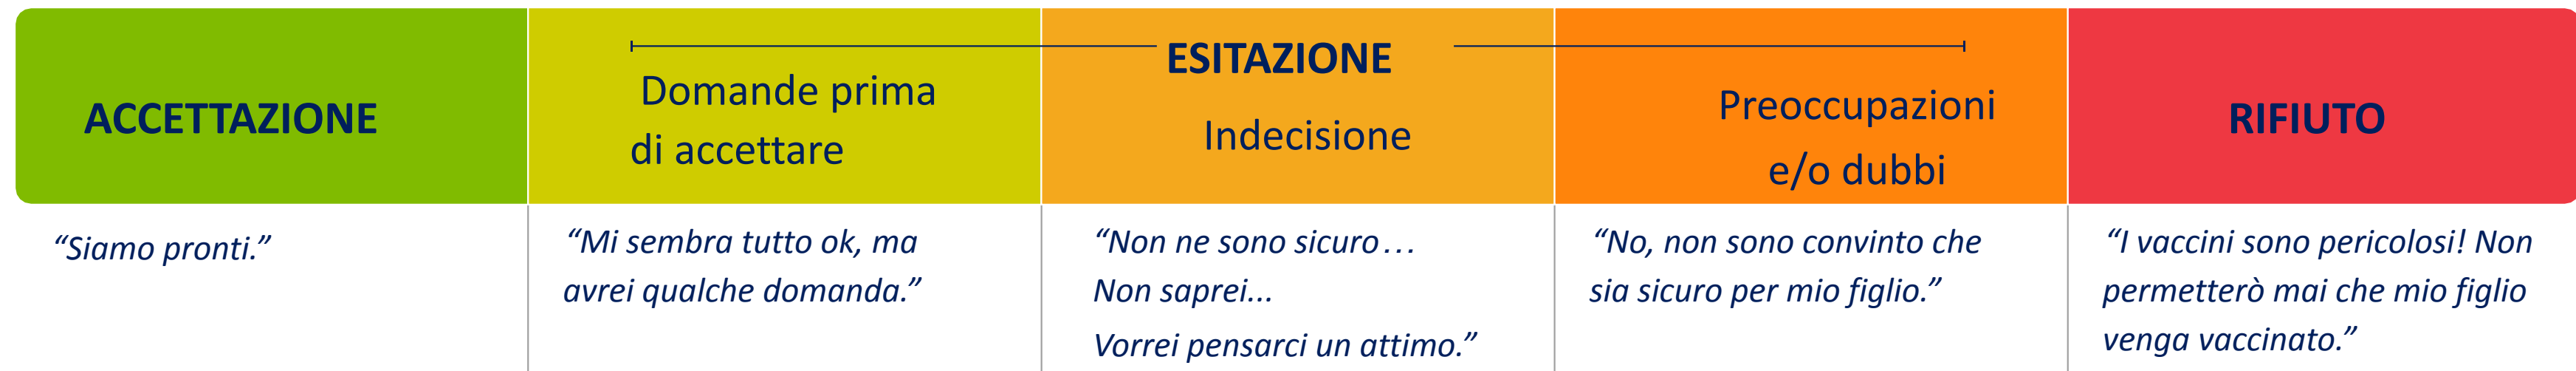 ACCETTAZIONE
ESITAZIONE
Domande prima
di accettare
Indecisione
Preoccupazioni
e/o dubbi
RIFIUTO
“Siamo pronti.”
“Mi sembra tutto ok, ma
avrei qualche domanda.”
“Non ne sono sicuro…
Non saprei...
Vorrei pensarci un attimo.”
“No, non sono convinto che
sia sicuro per mio figlio.”
“I vaccini sono pericolosi! Non
permetterò mai che mio figlio
venga vaccinato.”